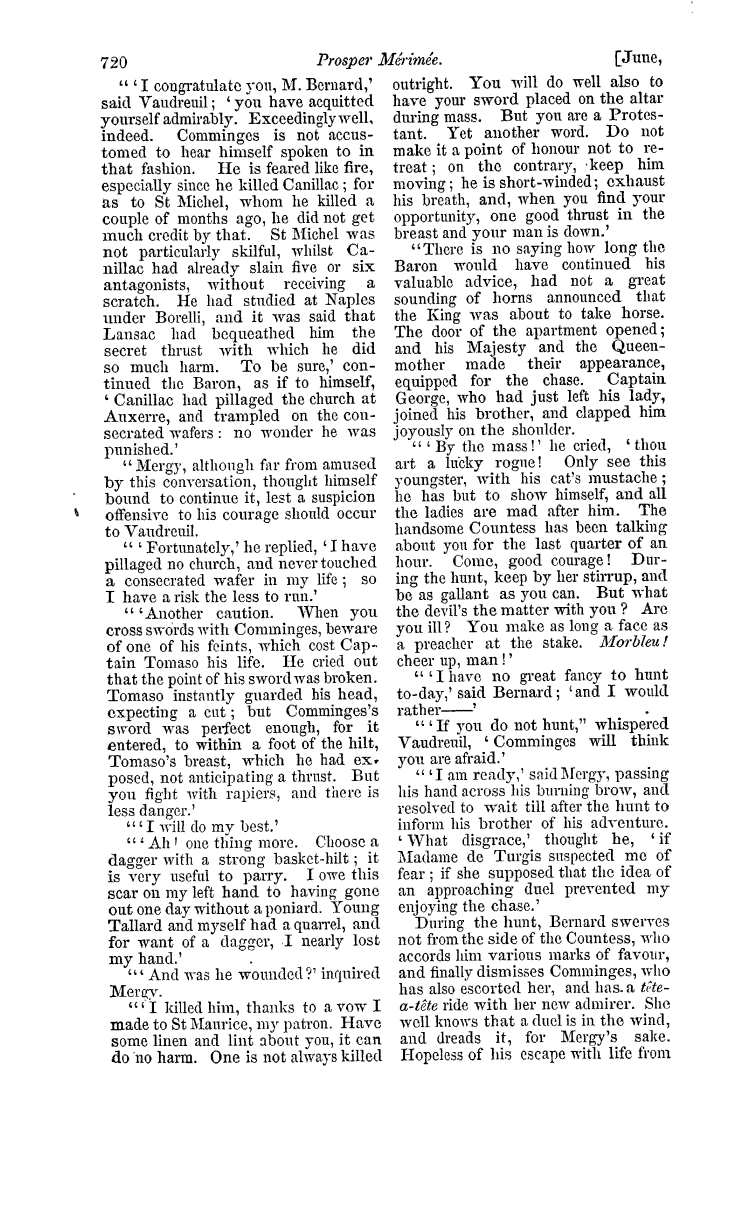 720 Prosper Mérimée. [June,
“‘I congratulate you, M. Bernard,’
said Vaudreuil; ‘you have acquitted
yourself admirably. Exceedingly well,
indeed. Comminges is not accus-
tomed to hear himself spoken to in
that fashion. He is feared like fire,
especially since he killed Canillac; for
as to St Michel, whom he killed a
couple of months ago, he did not get
much credit by that. St Michel was
not particularly skilful, whilst Ca-
nillac had already slain five or six
antagonists, without receiving a
scratch. He had studied at Naples
under Borelli, and it was said that
Lansac had bequeathed him the
secret thrust with which he did
so much harm. To be sure,’ con-
tinued the Baron, as if to himself,
‘Canillac had pillaged the church at
Auxerre, and trampled on the con-
secrated wafers: no wonder he was
punished.’
“Mergy, although far from amused
by this conversation, thought himself
bound to continue it, lest a suspicion
offensive to his courage should occur
to Vaudreuil.
“‘Fortunately,’ he replied, ‘I have
pillaged no church, and never touched
a consecrated wafer in my life; so
I have a risk the less to run.’
“‘Another caution. When you
cross swords with Comminges, beware
of one of his feints, which cost Cap-
tain Tomaso his life. He cried out
that the point of his sword was broken.
Tomaso instantly guarded his head,
expecting a cut; but Comminges's
sword was perfect enough, for it
entered, to within a foot of the hilt,
Tomaso's breast, which he had ex-
posed, not anticipating a thrust. But
you fight with rapiers, and there is
less danger.’
“‘I will do my best.’
“‘Ah! one thing more. Choose a
dagger with a strong basket-hilt; it
is very useful to parry. I owe this
scar on my left hand to having gone
out one day without a poniard. Young
Tallard and myself had a quarrel, and
for want of a dagger, I nearly lost
my hand.’
“‘And was he wounded?’ inquired
Mergy.
“‘I killed him, thanks to a vow I
made to St Maurice, my patron. Have
some linen and lint about you, it can
do no harm. One is not always killed
outright. You will do well also to
have your sword placed on the altar
during mass. But you are a Protes-
tant. Yet another word. Do not
make it a point of honour not to re-
treat; on the contrary, keep him
moving; he is short-winded; exhaust
his breath, and, when you find your
opportunity, one good thrust in the
breast and your man is down.’
“There is no saying how long the
Baron would have continued his
valuable advice, had not a great
sounding of horns announced that
the King was about to take horse.
The door of the apartment opened;
and his Majesty and the Queen-
mother made their appearance,
equipped for the chase. Captain
George, who had just left his lady,
joined his brother, and clapped him
joyously on the shoulder.
“‘By the mass!’ he cried, ‘thou
art a lucky rogue! Only see this
youngster, with his cat's mustache;
he has but to show himself, and all
the ladies are mad after him. The
handsome Countess has been talking
about you for the last quarter of an
hour. Come, good courage! Dur-
ing the hunt, keep by her stirrup, and
be as gallant as you can. But what
the devil's the matter with you? Are
you ill? You make as long a face as
a preacher at the stake. Morbleu!
cheer up, man!’
“‘I have no great fancy to hunt
to-day,’ said Bernard; ‘and I would
rather——’
“‘If you do not hunt,” whispered
Vaudreuil, ‘Comminges will think
you are afraid.’
“‘I am ready,’ said Mergy, passing
his hand across his burning brow, and
resolved to wait till after the hunt to
inform his brother of his adventure.
‘What disgrace,’ thought he, ‘if
Madame de Turgis suspected me of
fear; if she supposed that the idea of
an approaching duel prevented my
enjoying the chase.’
During the hunt, Bernard swerves
not from the side of the Countess, who
accords him various marks of favour,
and finally dismisses Comminges, who
has also escorted her, and has a tête-
a-tête ride with her new admirer. She
well knows that a duel is in the wind,
and dreads it, for Mergy's sake.
Hopeless of his escape with life from